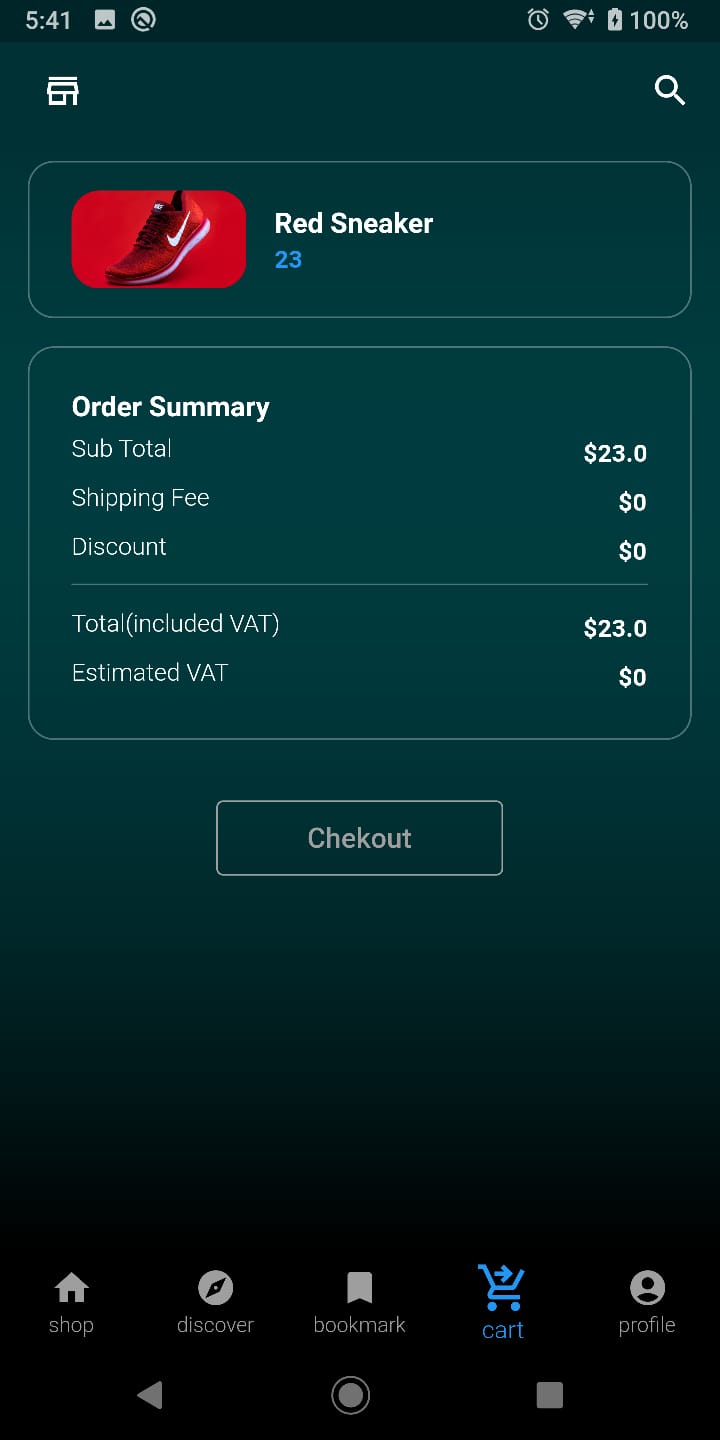 5:41 100%
Red Sneaker
23
Order Summary
Sub Total $23.0
Shipping Fee $0
Discount $0
Total(included VAT) $23.0
Estimated VAT $0
Chekout
shop discover bookmark cart profile